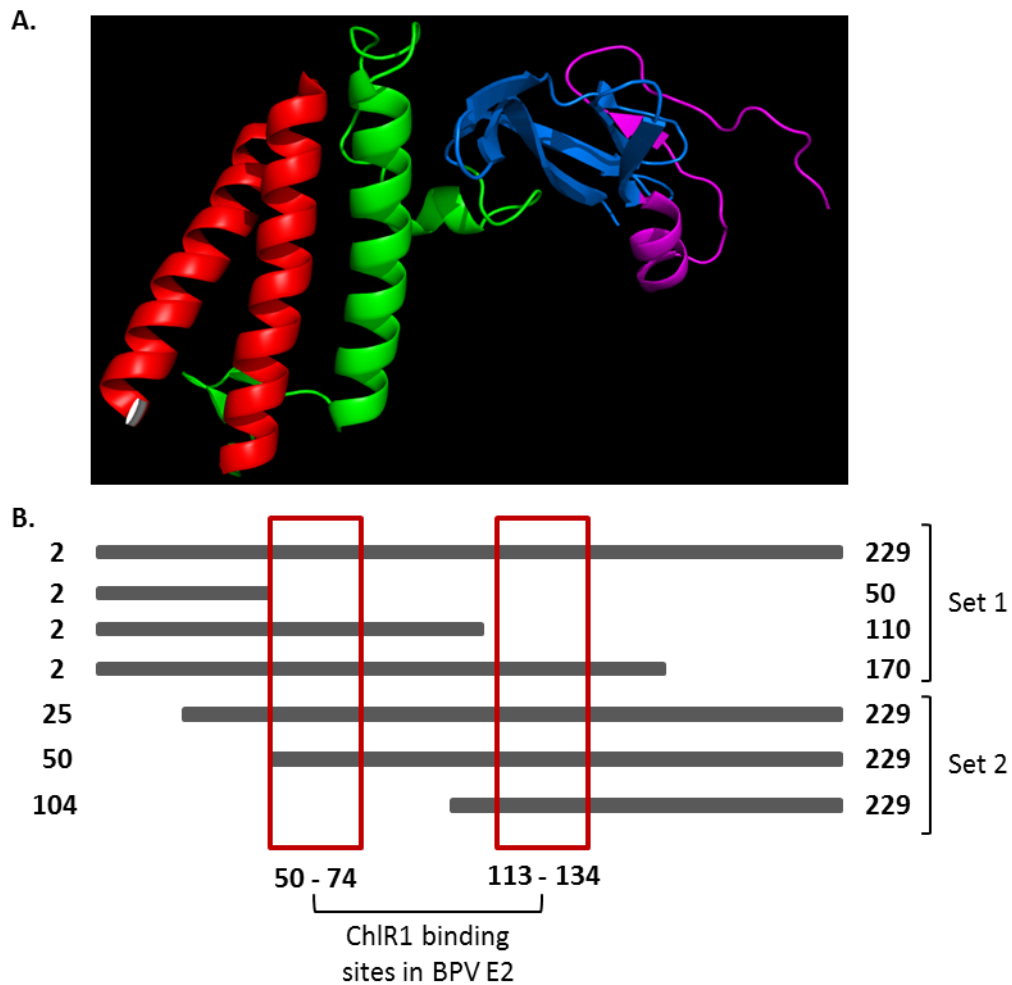 A.
B.
2 229
2 50
2 110
2 170
Set 1
25 229
50 229
104 229
Set 2
50 - 74 113 - 134
ChlR1 binding
sites in BPV E2